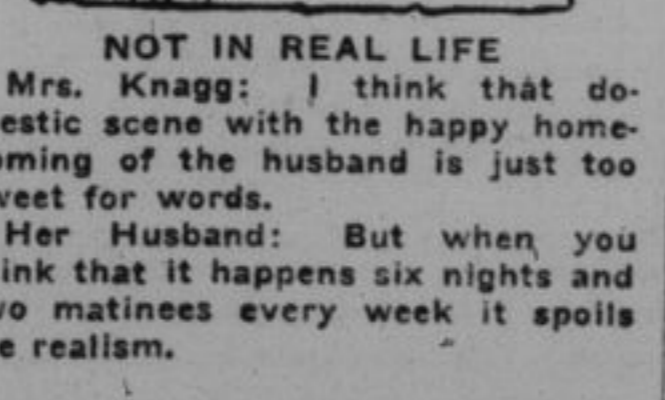 NOT IN REAL LIFE
Mrs. Knagg: I think that do-
estic scene with the happy home-
oming of the husband is just too
weet for words.
Her Husband: But when you
ink that it happens six nights and
wo matinees every week it spoils
e realism.